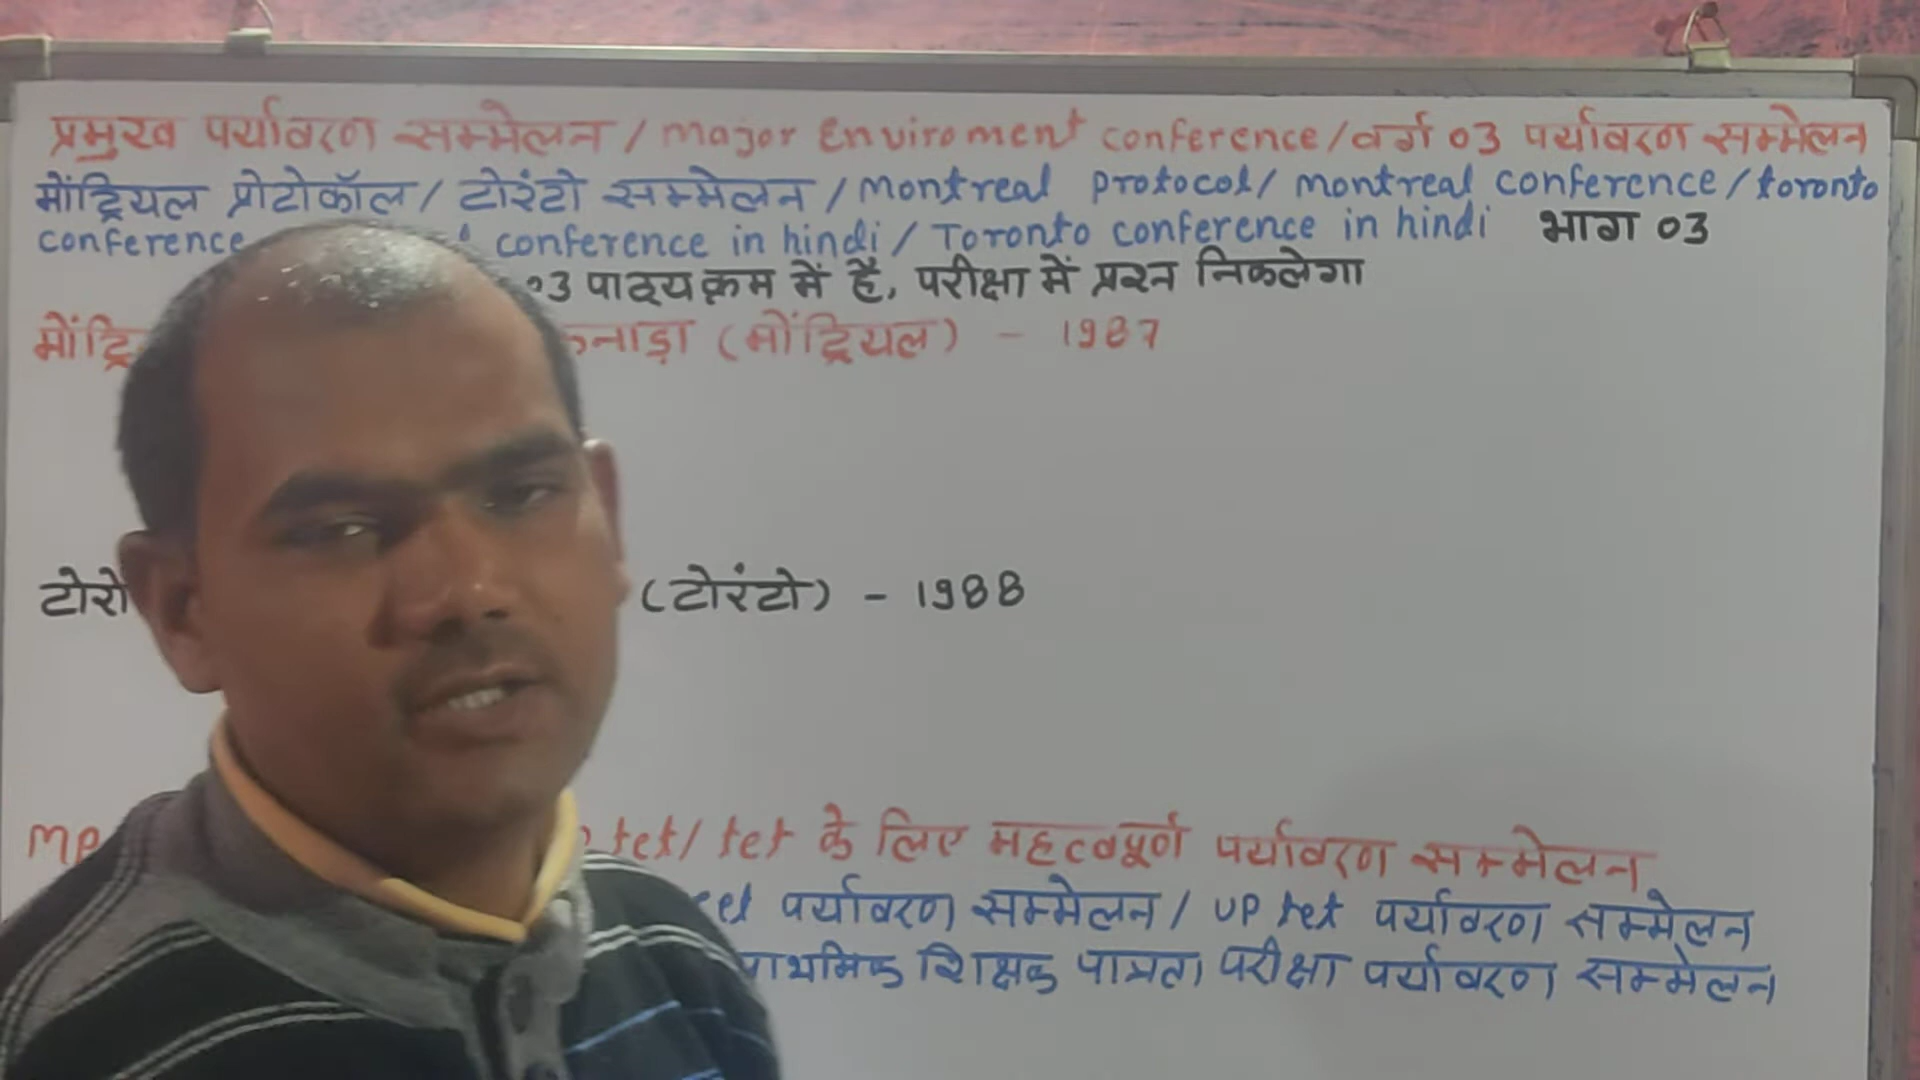 प्रमुख पर्यावरण सम्मेलन / major Enviroment conference / वर्ग 03 पर्यावरण सम्मेलन
मोंट्रियल प्रोटोकॉल / टोरंटो सम्मेलन / montreal protocol / montreal conference / toronto
conference conference in hindi / Toronto conference in hindi भाग 03
03 पाठ्यक्रम में है, परीक्षा में प्रश्न निकलेगा
(मोंट्रियल) - 1987
(टोरंटो) - 1988
MP tet / tet के लिए महत्वपूर्ण पर्यावरण सम्मेलन
पर्यावरण सम्मेलन / UP tet पर्यावरण सम्मेलन
शिक्षक पात्रता परीक्षा पर्यावरण सम्मेलन